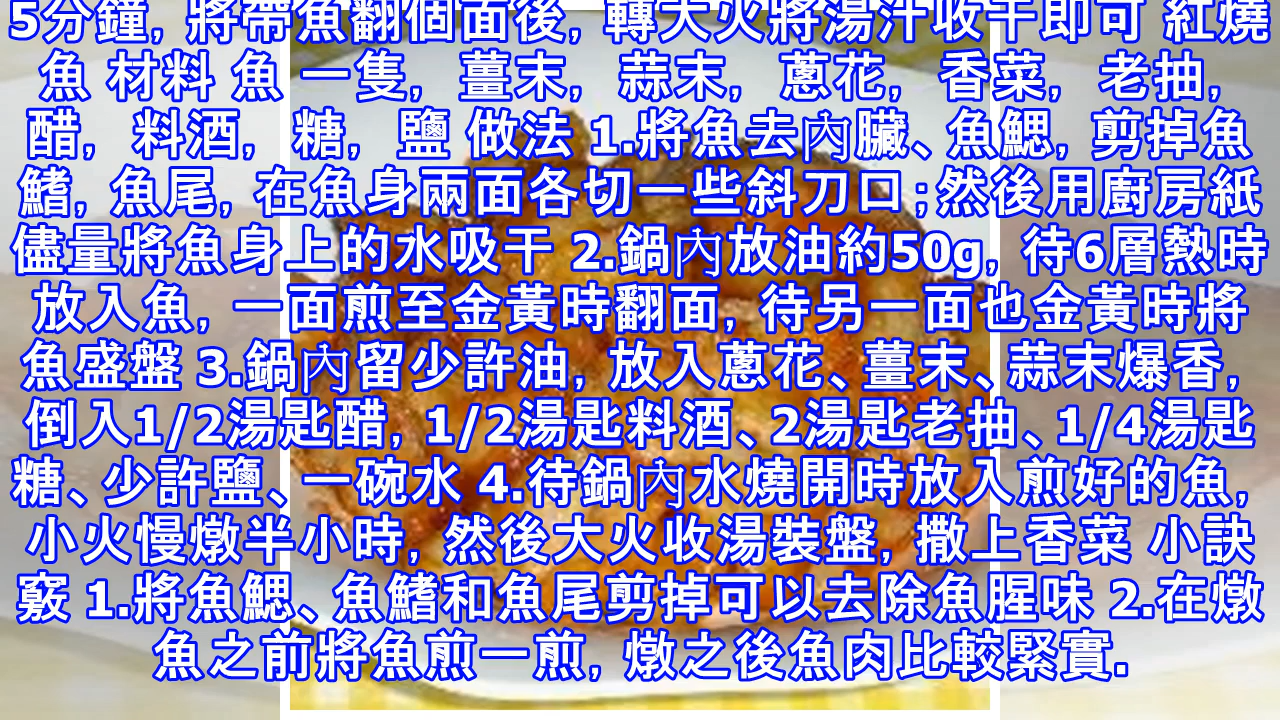 5分鐘, 將帶魚翻個面後, 轉大火將湯汁收干即可 紅燒
魚 材料 魚 一隻, 薑末, 蒜末, 蔥花, 香菜, 老抽,
醋, 料酒, 糖, 鹽 做法 1.將魚去內臟、魚鰓, 剪掉魚
鰭, 魚尾, 在魚身兩面各切一些斜刀口;然後用廚房紙
儘量將魚身上的水吸干 2.鍋內放油約50g, 待6層熱時
放入魚, 一面煎至金黃時翻面, 待另一面也金黃時將
魚盛盤 3.鍋內留少許油, 放入蔥花、薑末、蒜末爆香,
倒入1/2湯匙醋, 1/2湯匙料酒、2湯匙老抽、1/4湯匙
糖、少許鹽、一碗水 4.待鍋內水燒開時放入煎好的魚,
小火慢燉半小時, 然後大火收湯裝盤, 撒上香菜 小訣
竅 1.將魚鰓、魚鰭和魚尾剪掉可以去除魚腥味 2.在燉
魚之前將魚煎一煎, 燉之後魚肉比較緊實.